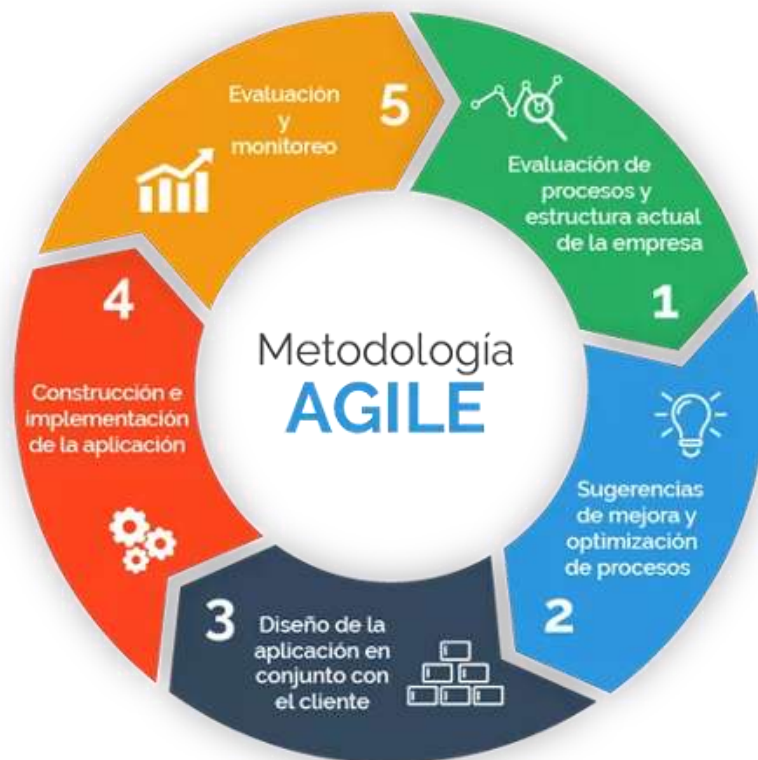 Metodología
AGILE
Evaluación de
procesos y
estructura actual
de la empresa
1
Sugerencias
de mejora y
optimización
de procesos
2
3
Diseño de la
aplicación en
conjunto con
el cliente
4
Construcción e
implementación
de la aplicación
Evaluación
y
monitoreo
5